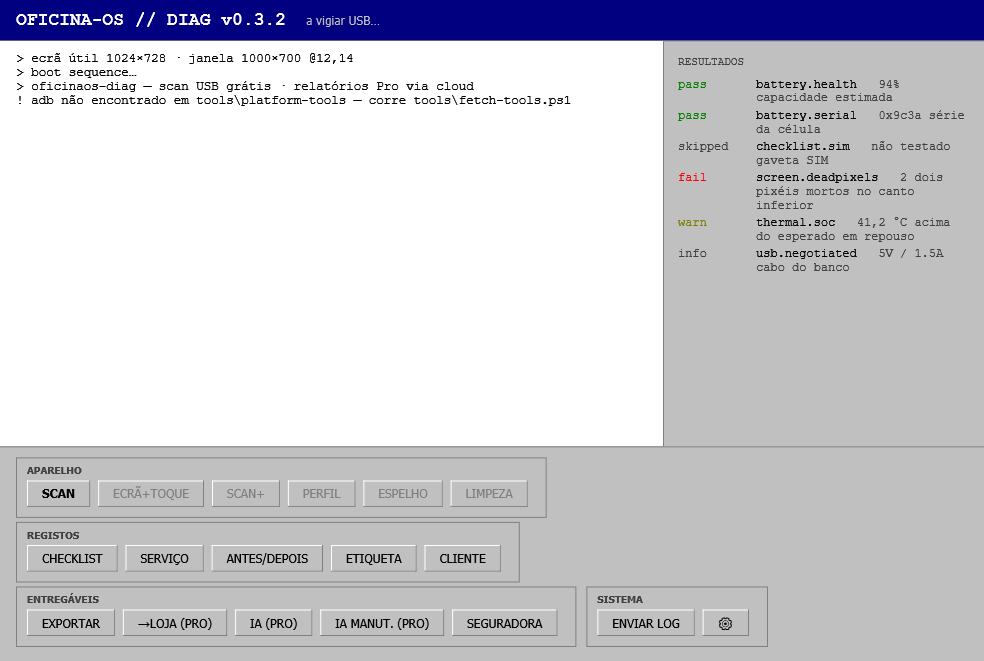 OFICINA-OS // DIAG v0.3.2 a vigiar USB…
> ecrã útil 1024×728 · janela 1000×700 @12,14
> boot sequence…
> oficinaos-diag — scan USB grátis · relatórios Pro via cloud
! adb não encontrado em tools\platform-tools — corre tools\fetch-tools.ps1
RESULTADOS
pass battery.health 94%
capacidade estimada
pass battery.serial 0x9c3a série
da célula
skipped checklist.sim não testado
gaveta SIM
fail screen.deadpixels 2 dois
pixéis mortos no canto
inferior
warn thermal.soc 41,2 °C acima
do esperado em repouso
info usb.negotiated 5V / 1.5A
cabo do banco
APARELHO
SCAN ECRÃ+TOQUE SCAN+ PERFIL ESPELHO LIMPEZA
REGISTOS
CHECKLIST SERVIÇO ANTES/DEPOIS ETIQUETA CLIENTE
ENTREGÁVEIS
EXPORTAR →LOJA (PRO) IA (PRO) IA MANUT. (PRO) SEGURADORA
SISTEMA
ENVIAR LOG